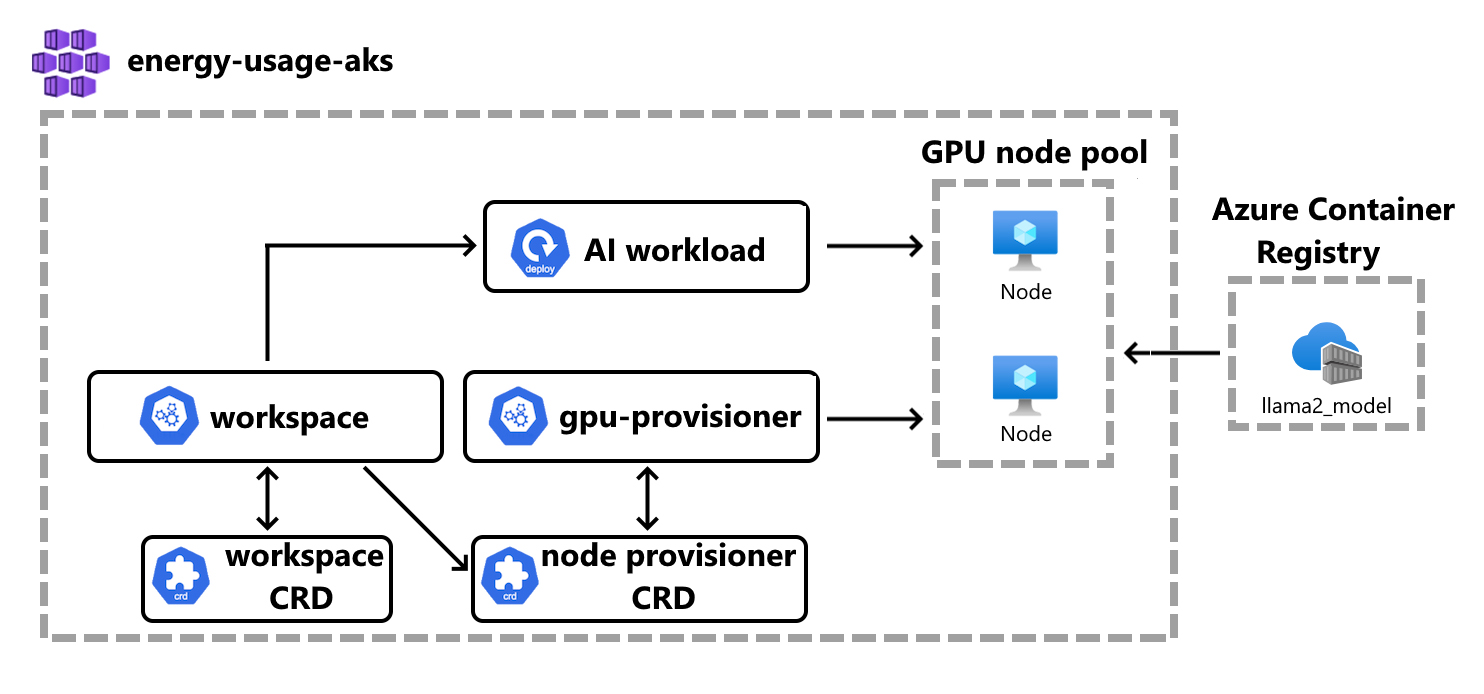 energy-usage-aks
GPU node pool
Azure Container
Registry
deploy
AI workload
Node
llama2_model
workspace
gpu-provisioner
Node
crd
workspace
CRD
crd
node provisioner
CRD